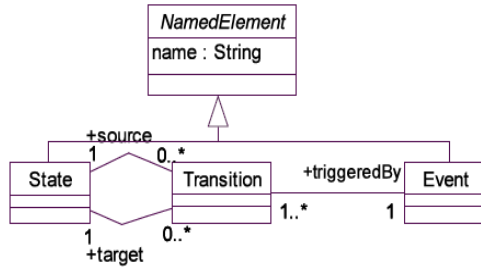 NamedElement
name : String
+source
1
0..*
State
Transition
+triggeredBy
Event
1..*
1
1
0..*
+target